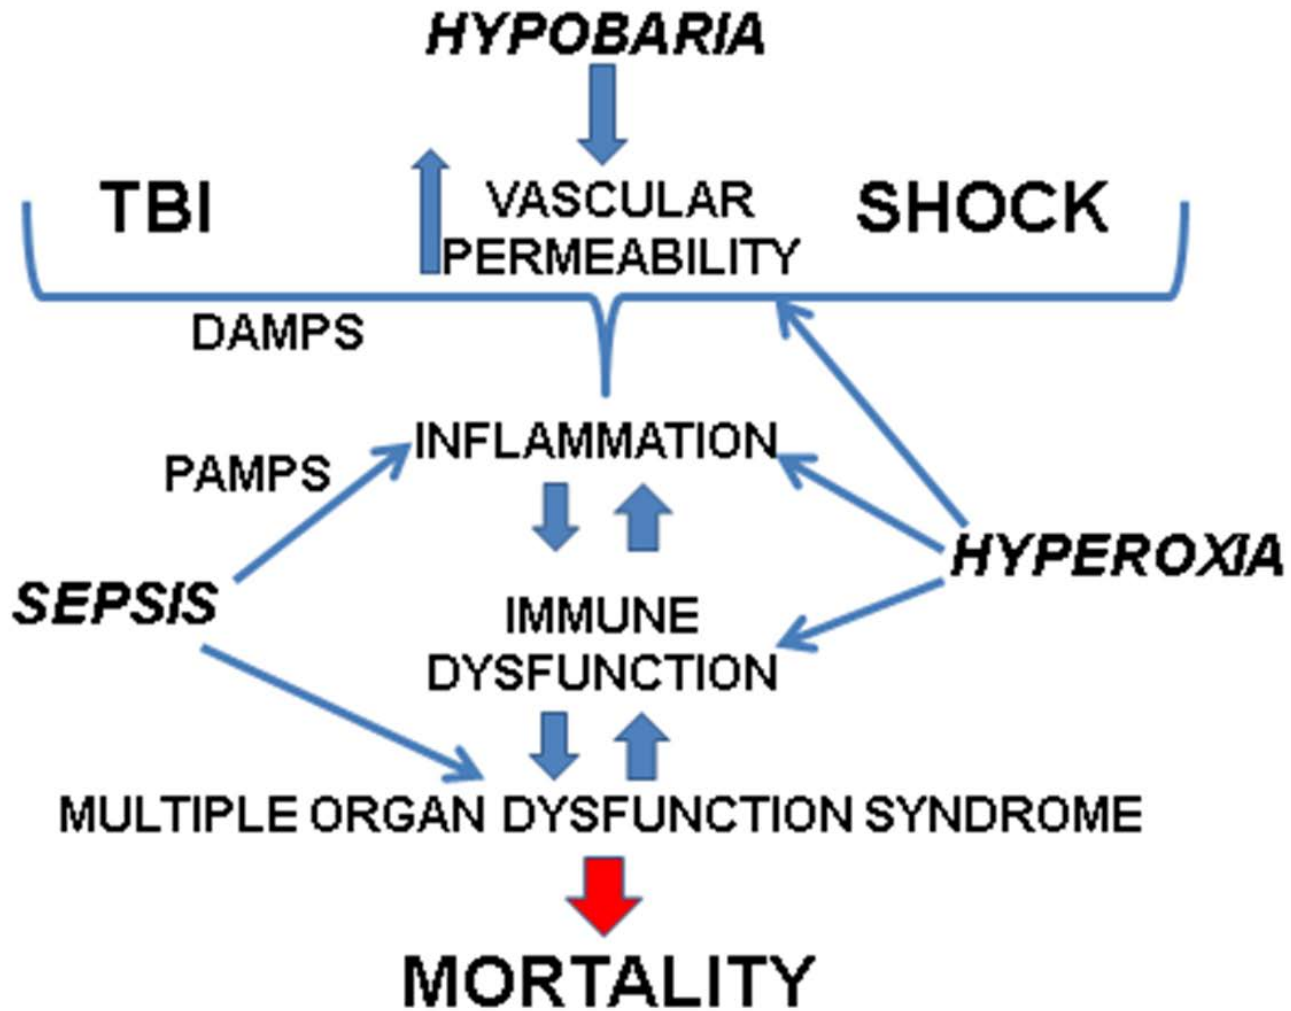 HYPOBARIA
TBI
VASCULAR
PERMEABILITY
SHOCK
DAMPS
INFLAMMATION
PAMPS
HYPEROXIA
SEPSIS
IMMUNE
DYSFUNCTION
MULTIPLE ORGAN DYSFUNCTION SYNDROME
MORTALITY